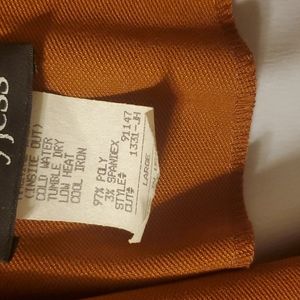 (INSIDE OUT)
COLD WATER
TUMBLE DRY
LOW HEAT
COOL IRON
97% POLY
3% SPANDEX
STYLE# 91147
CUT# 1331-JH
LARGE